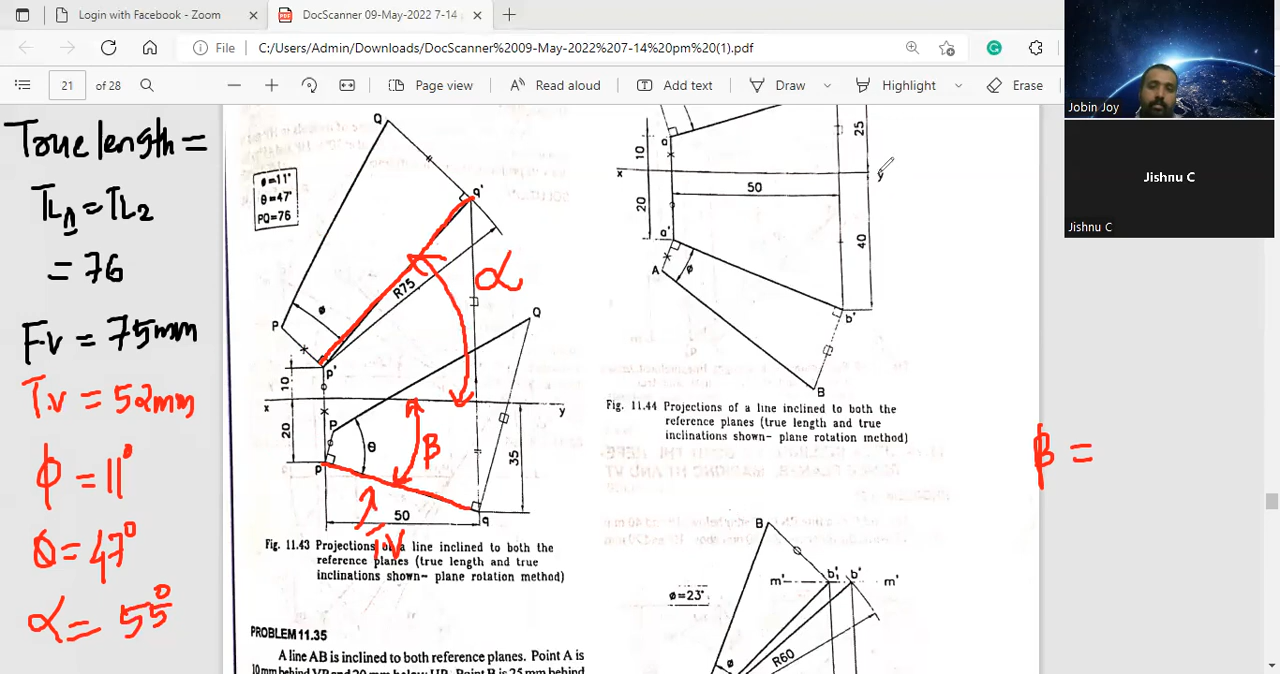 Login with Facebook - Zoom
DocScanner 09-May-2022 7-14
File
C:/Users/Admin/Downloads/DocScanner%2009-May-2022%207-14%20pm%20(1).pdf
21
of 28
Page view
Read aloud
Add text
Draw
Highlight
Erase
Jobin Joy
Jishnu C
Jishnu C
True length =
TL1 = TL2
= 76
FV = 75mm
T.V = 52mm
ϕ = 11°
θ = 47°
α = 55°
ø=11°
θ=47°
PQ=76
Q
q'
R75
α
ø
P
p'
10
Q
x
y
20
P
θ
β
p
35
TV
50
q
Fig. 11.43 Projections of a line inclined to both the
reference planes (true length and true
inclinations shown- plane rotation method)
PROBLEM 11.35
A line AB is inclined to both reference planes. Point A is
10mm behind VP and 20 mm below HP. Point B is 25 mm behind
25
10
a
x
y
50
20
a'
40
A
ø
b'
B
Fig. 11.44 Projections of a line inclined to both the
reference planes (true length and true
inclinations shown- plane rotation method)
β =
B
m'
b'1
b'
m'
ø=23°
R60
ø